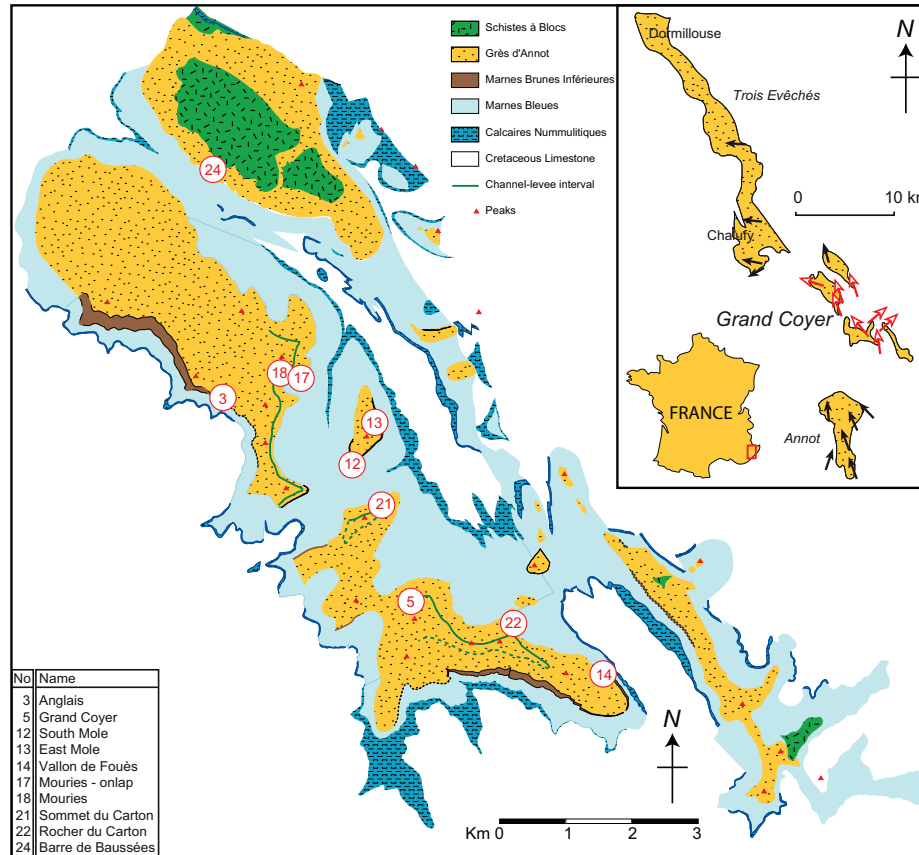 Schistes à Blocs
Grès d'Annot
Marnes Brunes Inférieures
Marnes Bleues
Calcaires Nummulitiques
Cretaceous Limestone
Channel-levee interval
Peaks
Dormillouse
N
Trois Evêchés
0 10 km
Chalufy
Grand Coyer
FRANCE
Annot
24
18
17
3
13
12
21
5
22
14
No Name
3 Anglais
5 Grand Coyer
12 South Mole
13 East Mole
14 Vallon de Fouès
17 Mouries - onlap
18 Mouries
21 Sommet du Carton
22 Rocher du Carton
24 Barre de Baussées
N
Km 0 1 2 3